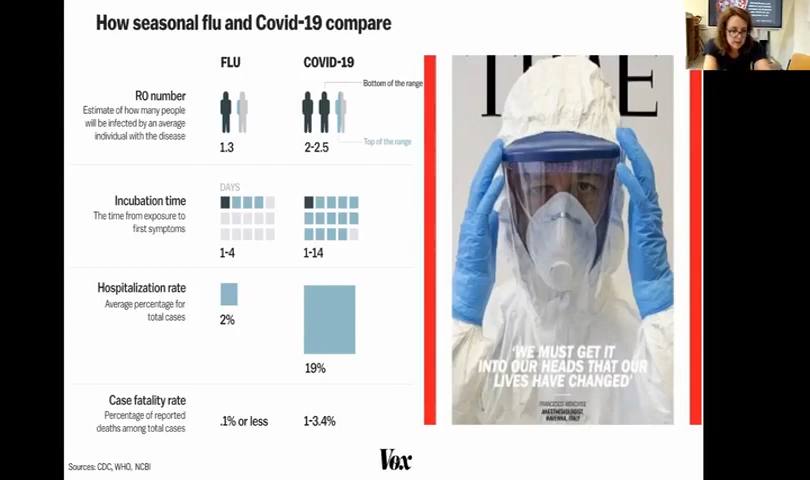 How seasonal flu and Covid-19 compare
FLU
COVID-19
R0 number
Estimate of how many people
will be infected by an average
individual with the disease
1.3
2-2.5
Bottom of the range
Top of the range
Incubation time
The time from exposure to
first symptoms
DAYS
1-4
1-14
Hospitalization rate
Average percentage for
total cases
2%
19%
Case fatality rate
Percentage of reported
deaths among total cases
.1% or less
1-3.4%
Sources: CDC, WHO, NCBI
Vox
TIME
‘WE MUST GET IT
INTO OUR HEADS THAT OUR
LIVES HAVE CHANGED’
ANESTHESIOLOGIST,
RAVENNA, ITALY